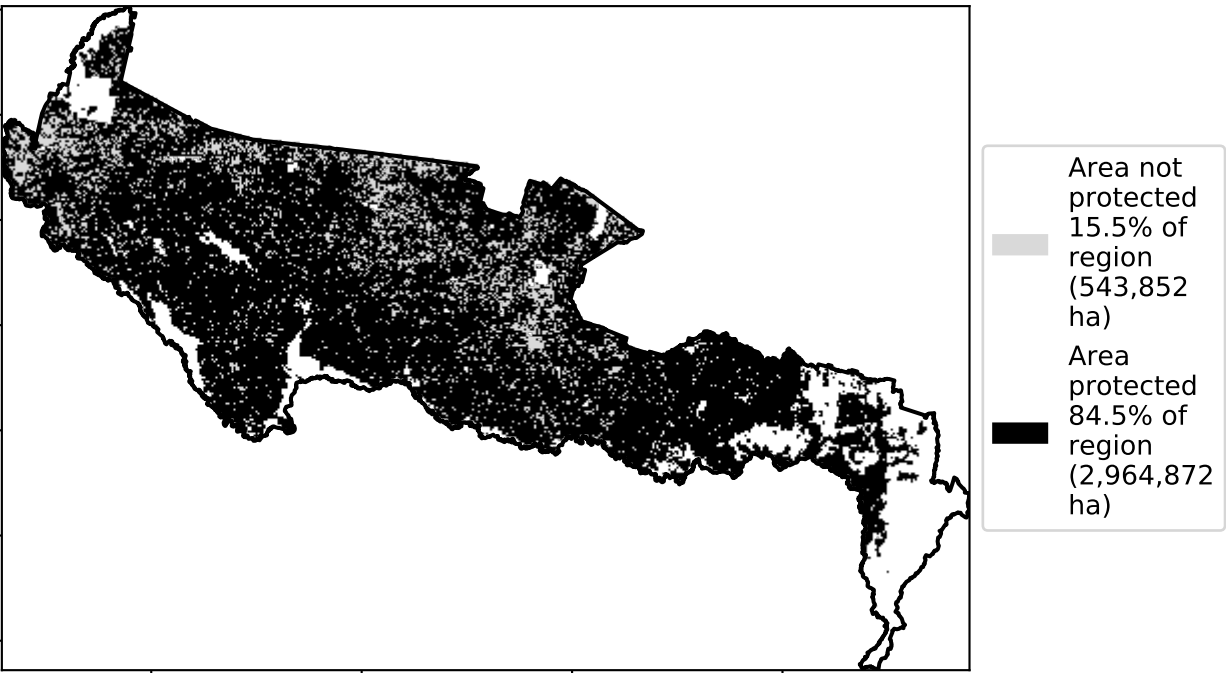 Area not
protected
15.5% of
region
(543,852
ha)
Area
protected
84.5% of
region
(2,964,872
ha)